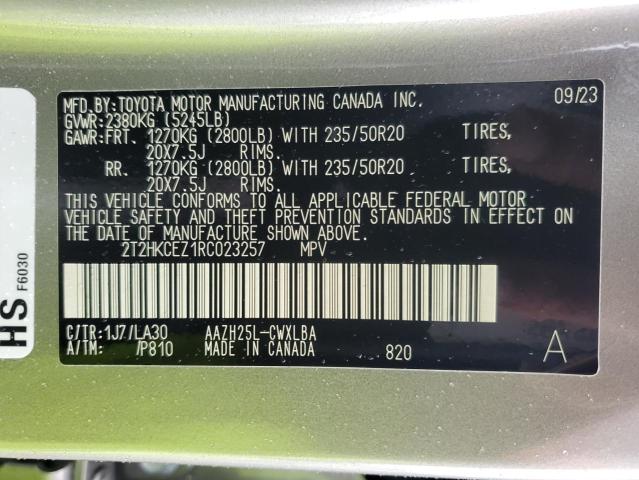 MFD.BY:TOYOTA MOTOR MANUFACTURING CANADA INC. 09/23
GVWR:2380KG (5245LB)
GAWR:FRT. 1270KG (2800LB) WITH 235/50R20 TIRES,
20X7.5J RIMS.
RR. 1270KG (2800LB) WITH 235/50R20 TIRES,
20X7.5J RIMS.
THIS VEHICLE CONFORMS TO ALL APPLICABLE FEDERAL MOTOR
VEHICLE SAFETY AND THEFT PREVENTION STANDARDS IN EFFECT ON
THE DATE OF MANUFACTURE SHOWN ABOVE.
2T2HKCEZ1RC023257 MPV
C/TR:1J7/LA30 AAZH25L-CWXLBA
A/TM: /P810 MADE IN CANADA 820 A
HS F6030